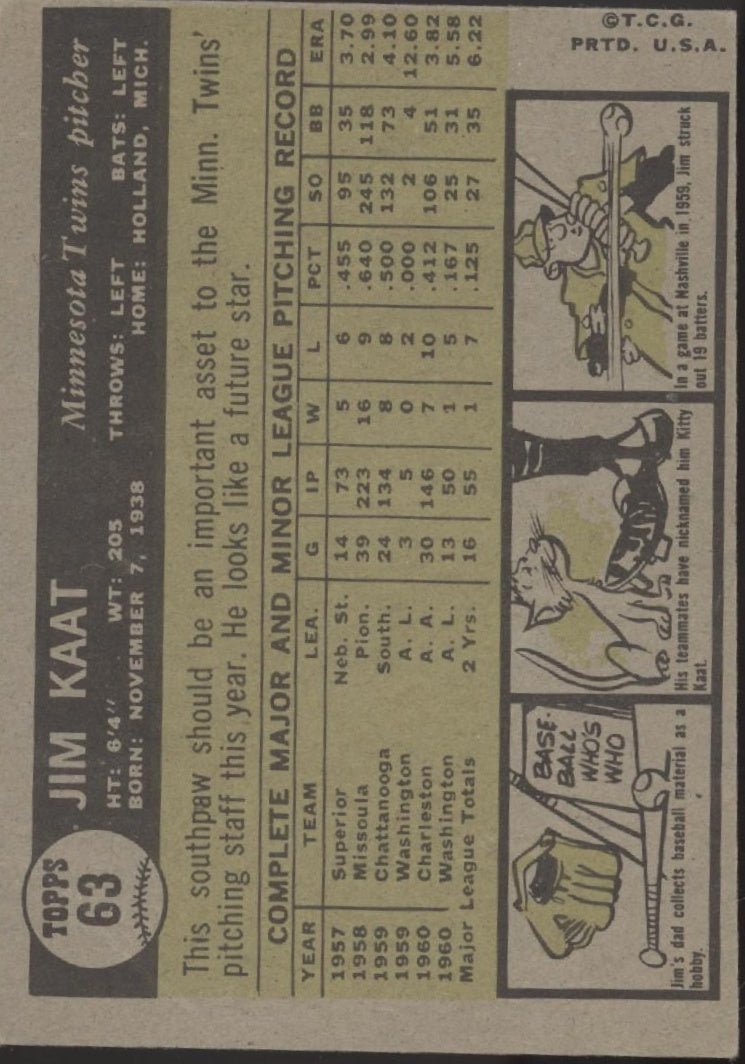 TOPPS
63
JIM KAAT
Minnesota Twins pitcher
HT: 6'4" WT: 205 THROWS: LEFT BATS: LEFT
BORN: NOVEMBER 7, 1938 HOME: HOLLAND, MICH.
This southpaw should be an important asset to the Minn. Twins'
pitching staff this year. He looks like a future star.
COMPLETE MAJOR AND MINOR LEAGUE PITCHING RECORD
YEAR TEAM LEA. G IP W L PCT SO BB ERA
1957 Superior Neb. St. 14 73 5 6 .455 95 35 3.70
1958 Missoula Pion. 39 223 16 9 .640 245 118 2.99
1959 Chattanooga South. 24 134 8 8 .500 132 73 4.10
1959 Washington A. L. 3 5 0 2 .000 2 4 12.60
1960 Charleston A. A. 30 146 7 10 .412 106 51 3.82
1960 Washington A. L. 13 50 1 5 .167 25 31 5.58
Major League Totals 2 Yrs. 16 55 1 7 .125 27 35 6.22
BASE-
BALL
WHO'S
WHO
Jim's dad collects baseball material as a
hobby.
His teammates have nicknamed him Kitty
Kaat.
In a game at Nashville in 1959, Jim struck
out 19 batters.
©T.C.G.
PRTD. U.S.A.